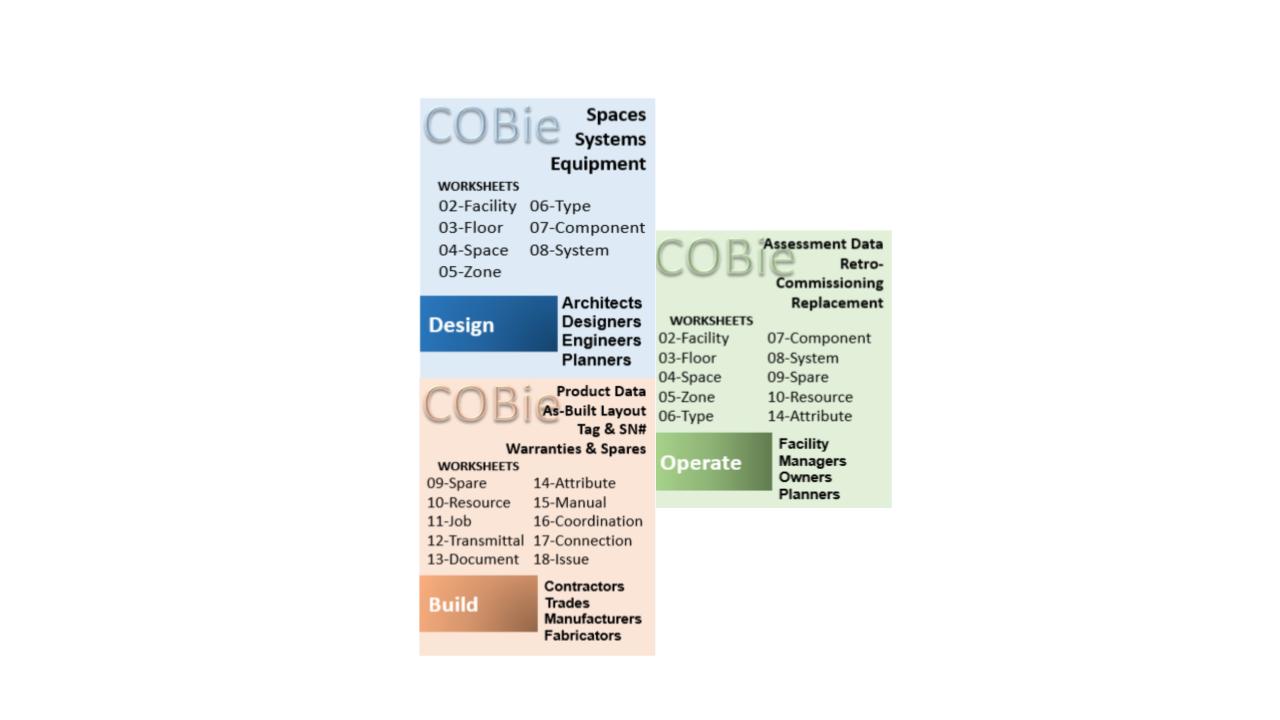 COBie
Spaces
Systems
Equipment
WORKSHEETS
02-Facility 06-Type
03-Floor 07-Component
04-Space 08-System
05-Zone
Design
Architects
Designers
Engineers
Planners
COBie
Product Data
As-Built Layout
Tag & SN#
Warranties & Spares
WORKSHEETS
09-Spare 14-Attribute
10-Resource 15-Manual
11-Job 16-Coordination
12-Transmittal 17-Connection
13-Document 18-Issue
Build
Contractors
Trades
Manufacturers
Fabricators
COBie
Assessment Data
Retro-
Commissioning
Replacement
WORKSHEETS
02-Facility 07-Component
03-Floor 08-System
04-Space 09-Spare
05-Zone 10-Resource
06-Type 14-Attribute
Operate
Facility
Managers
Owners
Planners